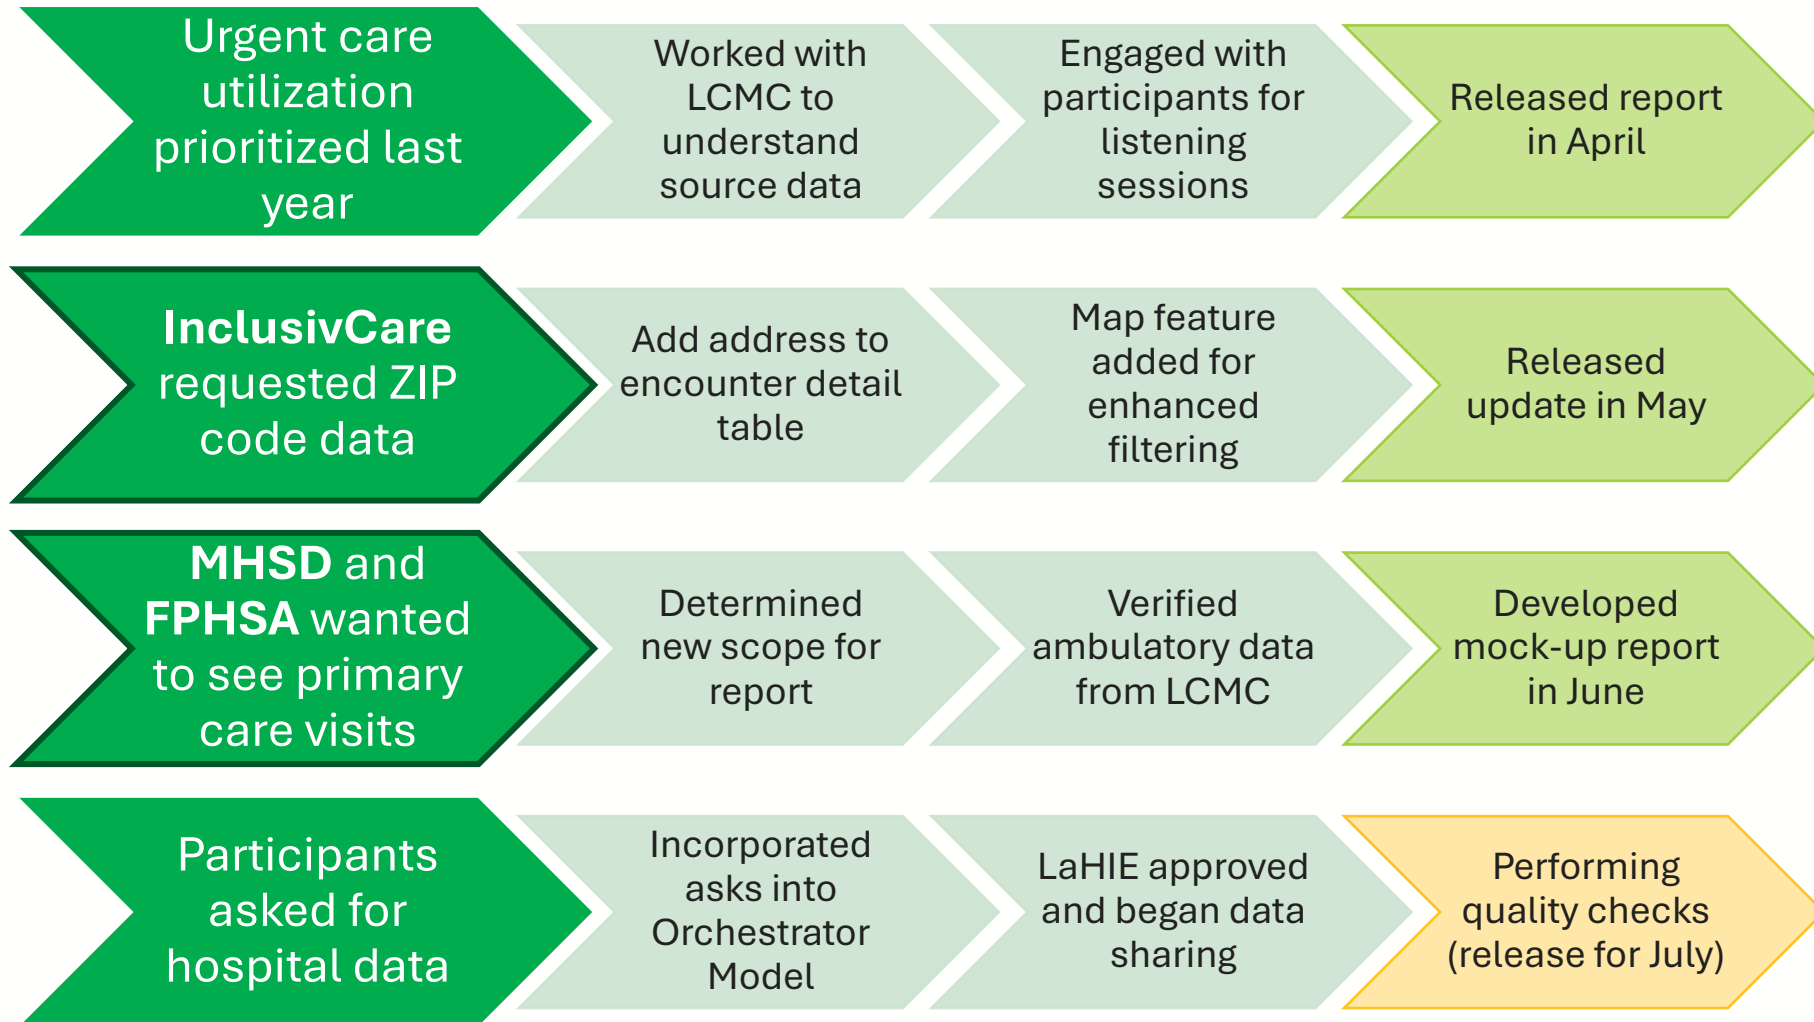 Urgent care
utilization
prioritized last
year
Worked with
LCMC to
understand
source data
Engaged with
participants for
listening
sessions
Released report
in April
InclusivCare
requested ZIP
code data
Add address to
encounter detail
table
Map feature
added for
enhanced
filtering
Released
update in May
MHSD and
FPHSA wanted
to see primary
care visits
Determined
new scope for
report
Verified
ambulatory data
from LCMC
Developed
mock-up report
in June
Participants
asked for
hospital data
Incorporated
asks into
Orchestrator
Model
LaHIE approved
and began data
sharing
Performing
quality checks
(release for July)